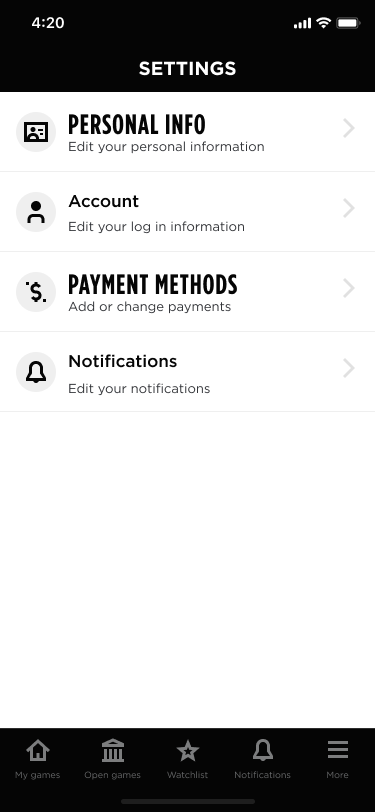 4:20
SETTINGS
PERSONAL INFO
Edit your personal information
Account
Edit your log in information
PAYMENT METHODS
Add or change payments
Notifications
Edit your notifications
My games
Open games
Watchlist
Notifications
More